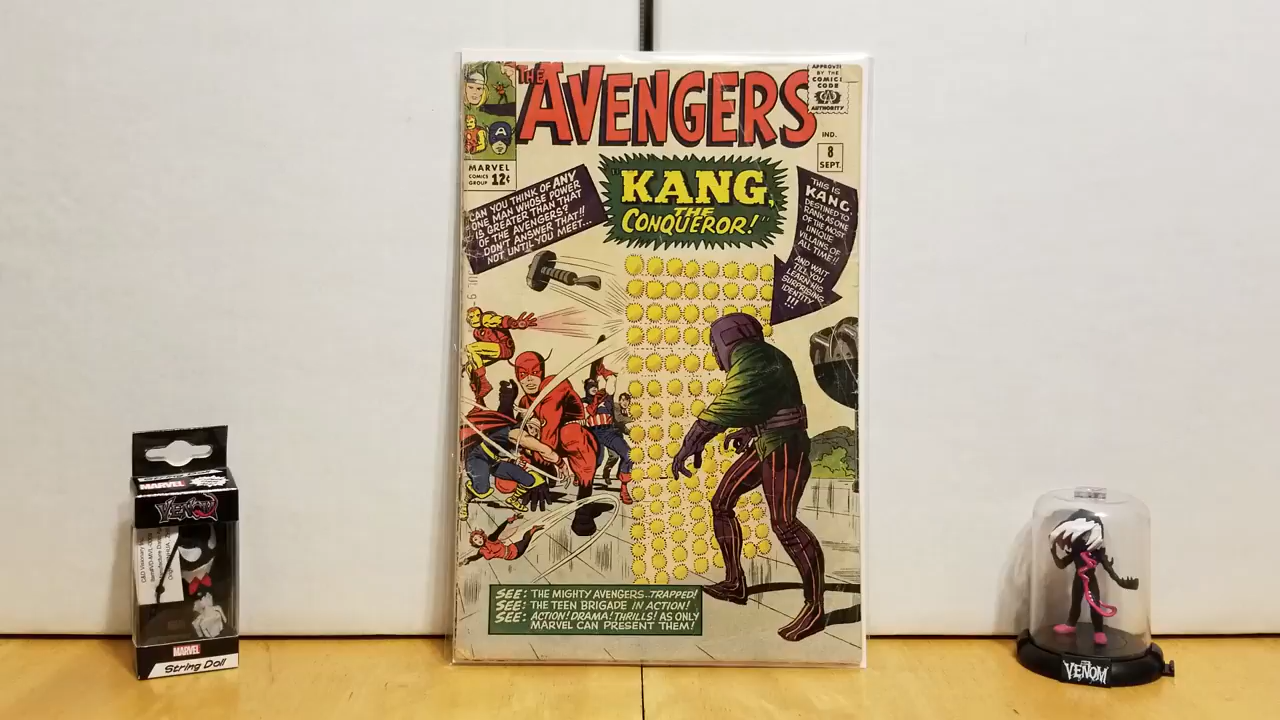 THE
AVENGERS
APPROVED
BY THE
COMICS
CODE
CA
AUTHORITY
IND.
8
SEPT.
MARVEL
COMICS
GROUP 12¢
CAN YOU THINK OF ANY
ONE MAN WHOSE POWER
IS GREATER THAN THAT
OF THE AVENGERS?
DON'T ANSWER THAT!!
NOT UNTIL YOU MEET...
"KANG,
THE
CONQUEROR!"
THIS IS
KANG,
DESTINED TO
RANK AS ONE
OF THE MOST
UNIQUE
VILLAINS OF
ALL TIME!!
AND WAIT
TILL YOU
LEARN HIS
SURPRISING
IDENTITY
!!!
A
SEE: THE MIGHTY AVENGERS..TRAPPED!
SEE: THE TEEN BRIGADE IN ACTION!
SEE: ACTION! DRAMA! THRILLS! AS ONLY
MARVEL CAN PRESENT THEM!
MARVEL
VENOM
MARVEL
String Doll
VENOM